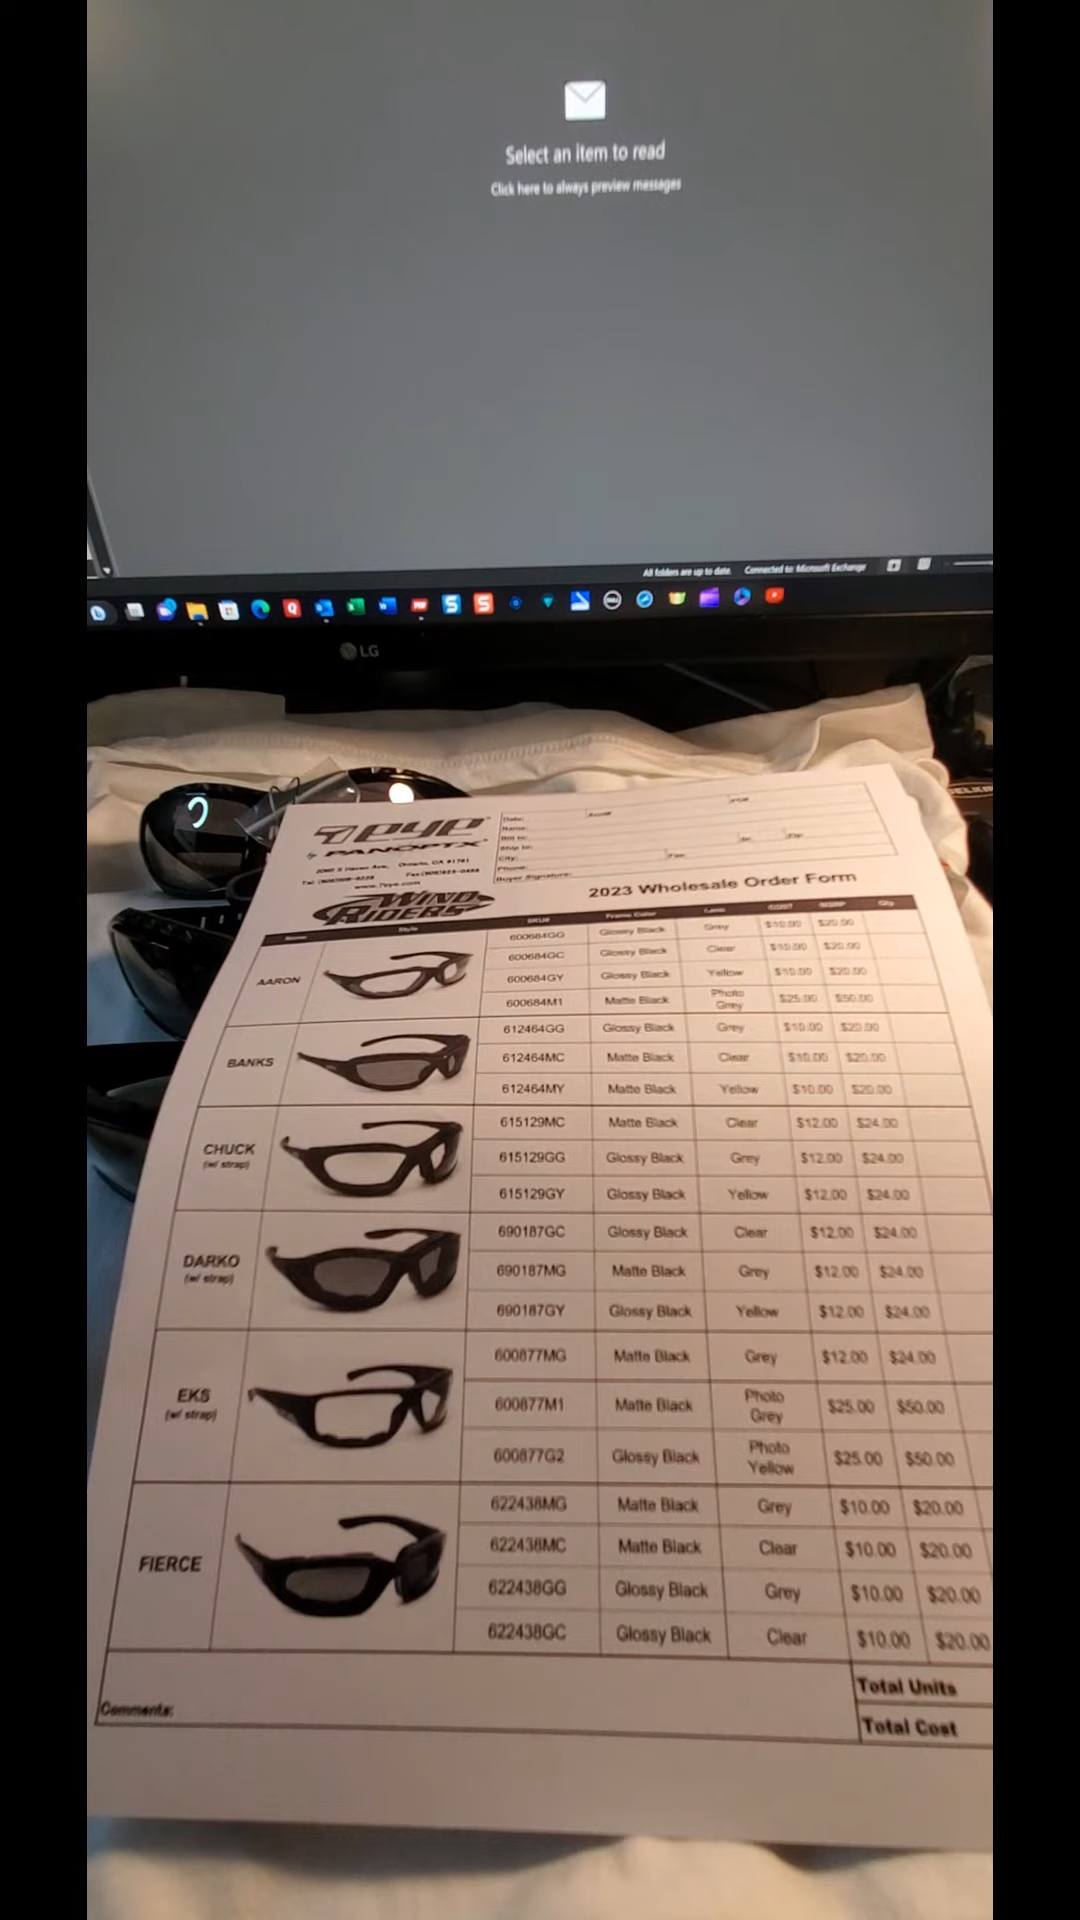 Select an item to read
Click here to always preview messages
All folders are up to date. Connected to: Microsoft Exchange
LG
7eye
by PANOPTX
www.7eye.com
WIND RIDERS
Date:
Name:
Bill to:
Ship to:
City:
Phone:
Buyer Signature:
2023 Wholesale Order Form
Name Style SKU# Frame Color Lens MSRP Qty
AARON
600684GG Glossy Black Grey $10.00 $20.00
600684GC Glossy Black Clear $10.00 $20.00
600684GY Glossy Black Yellow $10.00 $20.00
600684M1 Matte Black Photo Grey $25.00 $50.00
BANKS
612464GG Glossy Black Grey $10.00 $20.00
612464MC Matte Black Clear $10.00 $20.00
612464MY Matte Black Yellow $10.00 $20.00
CHUCK
(w/ strap)
615129MC Matte Black Clear $12.00 $24.00
615129GG Glossy Black Grey $12.00 $24.00
615129GY Glossy Black Yellow $12.00 $24.00
DARKO
(w/ strap)
690187GC Glossy Black Clear $12.00 $24.00
690187MG Matte Black Grey $12.00 $24.00
690187GY Glossy Black Yellow $12.00 $24.00
EKS
(w/ strap)
600877MG Matte Black Grey $12.00 $24.00
600877M1 Matte Black Photo Grey $25.00 $50.00
600877G2 Glossy Black Photo Yellow $25.00 $50.00
FIERCE
622438MG Matte Black Grey $10.00 $20.00
622438MC Matte Black Clear $10.00 $20.00
622438GG Glossy Black Grey $10.00 $20.00
622438GC Glossy Black Clear $10.00 $20.00
Comments:
Total Units
Total Cost